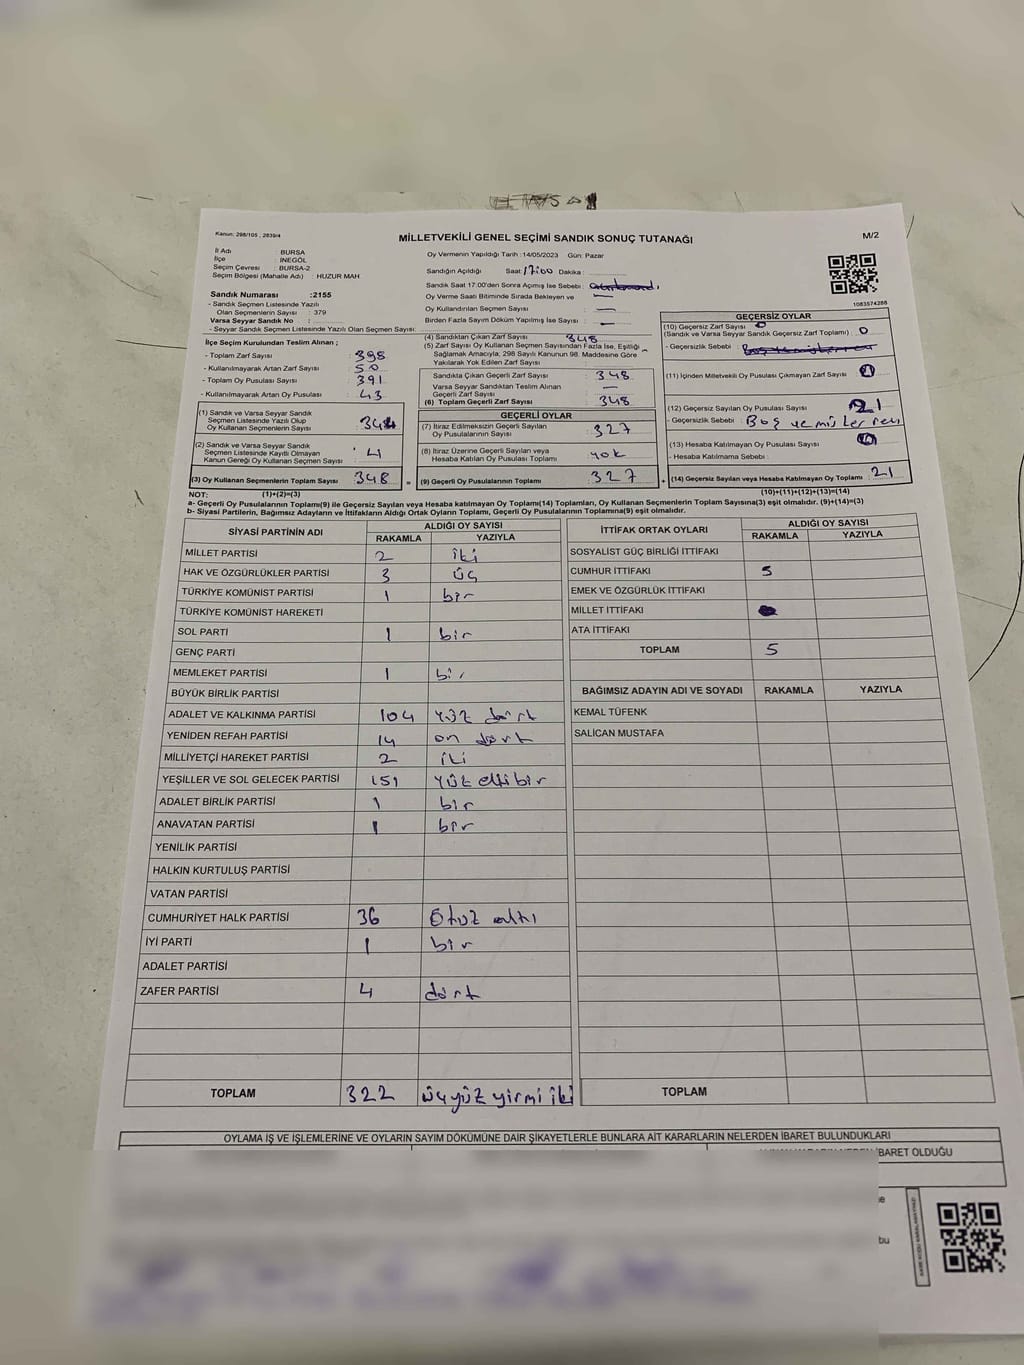 Kanun: 298/105 , 2839/4
MİLLETVEKİLİ GENEL SEÇİMİ SANDIK SONUÇ TUTANAĞI
M/2
İl Adı : BURSA
İlçe : İNEGÖL
Seçim Çevresi : BURSA-2
Seçim Bölgesi (Mahalle Adı) : HUZUR MAH.
Sandık Numarası :2155
- Sandık Seçmen Listesinde Yazılı
Olan Seçmenlerin Sayısı : 379
Varsa Seyyar Sandık No :
- Seyyar Sandık Seçmen Listesinde Yazılı Olan Seçmen Sayısı:
İlçe Seçim Kurulundan Teslim Alınan ;
- Toplam Zarf Sayısı : 398
- Kullanılmayarak Artan Zarf Sayısı : 50
- Toplam Oy Pusulası Sayısı : 391
- Kullanılmayarak Artan Oy Pusulası : 43
(1) Sandık ve Varsa Seyyar Sandık
Seçmen Listesinde Yazılı Olup
Oy Kullanan Seçmen Sayısı : 344
(2) Sandık ve Varsa Seyyar Sandık
Seçmen Listesinde Kayıtlı Olmayan
Kanun Gereği Oy Kullanan Seçmen Sayısı : 4
(3) Oy Kullanan Seçmenlerin Toplam Sayısı : 348
Oy Vermenin Yapıldığı Tarih : 14/05/2023 Gün: Pazar
Sandığın Açıldığı Saat : 17:00 Dakika :
Sandık Saat 17:00'den Sonra Açımış İse Sebebi :
Oy Verme Saati Bitiminde Sırada Bekleyen ve
Oy Kullandırılan Seçmen Sayısı : —
Birden Fazla Sayım Döküm Yapılmış İse Sayısı : —
(4) Sandıktan Çıkan Zarf Sayısı : 348
(5) Zarf Sayısı Oy Kullanan Seçmen Sayısından Fazla İse, Eşitliği
Sağlamak Amacıyla, 298 Sayılı Kanunun 98. Maddesine Göre
Yakılarak Yok Edilen Zarf Sayısı :
Sandıkta Çıkan Geçerli Zarf Sayısı : 348
Varsa Seyyar Sandıktan Teslim Alınan
Geçerli Zarf Sayısı : —
(6) Toplam Geçerli Zarf Sayısı : 348
GEÇERLİ OYLAR
(7) İtiraz Edilmeksizin Geçerli Sayılan
Oy Pusulalarının Sayısı : 327
(8) İtiraz Üzerine Geçerli Sayılan veya
Hesaba Katılan Oy Pusulası Toplamı : yok
(9) Geçerli Oy Pusulalarının Toplamı : 327
1083574288
GEÇERSİZ OYLAR
(10) Geçersiz Zarf Sayısı
(Sandık ve Varsa Seyyar Sandık Geçersiz Zarf Toplamı) : 0
- Geçersizlik Sebebi :
(11) İçinden Milletvekili Oy Pusulası Çıkmayan Zarf Sayısı :
(12) Geçersiz Sayılan Oy Pusulası Sayısı : 21
- Geçersizlik Sebebi : Boş
(13) Hesaba Katılmayan Oy Pusulası Sayısı :
- Hesaba Katılmama Sebebi :
(14) Geçersiz Sayılan veya Hesaba Katılmayan Oy Toplamı : 21
NOT: (1)+(2)=(3) (10)+(11)+(12)+(13)=(14)
a- Geçerli Oy Pusulalarının Toplamı(9) ile Geçersiz Sayılan veya Hesaba katılmayan Oy Toplam(14) Toplamları, Oy Kullanan Seçmenlerin Toplam Sayısına(3) eşit olmalıdır. (9)+(14)=(3)
b- Siyasi Partilerin, Bağımsız Adayların ve İttifakların Aldığı Ortak Oyların Toplamı, Geçerli Oy Pusulalarının Toplamına(9) eşit olmalıdır.
SİYASİ PARTİNİN ADI ALDIĞI OY SAYISI
RAKAMLA YAZIYLA
MİLLET PARTİSİ 2 iki
HAK VE ÖZGÜRLÜKLER PARTİSİ 3 üç
TÜRKİYE KOMÜNİST PARTİSİ 1 bir
TÜRKİYE KOMÜNİST HAREKETİ
SOL PARTİ 1 bir
GENÇ PARTİ
MEMLEKET PARTİSİ 1 bir
BÜYÜK BİRLİK PARTİSİ
ADALET VE KALKINMA PARTİSİ 104 yüz dört
YENİDEN REFAH PARTİSİ 14 on dört
MİLLİYETÇİ HAREKET PARTİSİ 2 iki
YEŞİLLER VE SOL GELECEK PARTİSİ 151 yüz elli bir
ADALET BİRLİK PARTİSİ 1 bir
ANAVATAN PARTİSİ 1 bir
YENİLİK PARTİSİ
HALKIN KURTULUŞ PARTİSİ
VATAN PARTİSİ
CUMHURİYET HALK PARTİSİ 36 Otuz altı
İYİ PARTİ 1 bir
ADALET PARTİSİ
ZAFER PARTİSİ 4 dört
TOPLAM 322 üçyüz yirmi iki
İTTİFAK ORTAK OYLARI ALDIĞI OY SAYISI
RAKAMLA YAZIYLA
SOSYALİST GÜÇ BİRLİĞİ İTTİFAKI
CUMHUR İTTİFAKI 5
EMEK VE ÖZGÜRLÜK İTTİFAKI
MİLLET İTTİFAKI
ATA İTTİFAKI
TOPLAM 5
BAĞIMSIZ ADAYIN ADI VE SOYADI RAKAMLA YAZIYLA
KEMAL TÜFENK
SALİCAN MUSTAFA
TOPLAM
OYLAMA İŞ VE İŞLEMLERİNE VE OYLARIN SAYIM DÖKÜMÜNE DAİR ŞİKAYETLERLE BUNLARA AİT KARARLARIN NELERDEN İBARET BULUNDUKLARI
İBARET OLDUĞU
bu